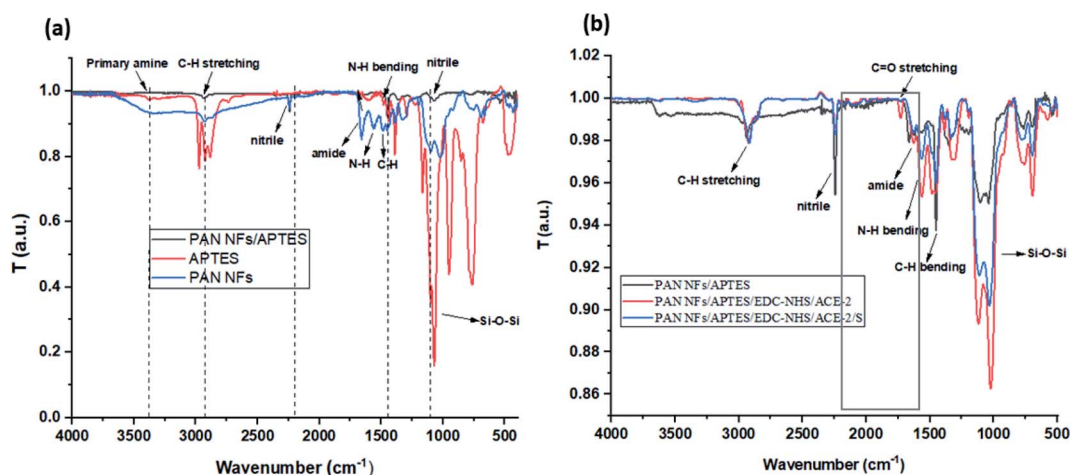 (a)
Primary amine
C-H stretching
N-H bending
nitrile
nitrile
amide
N-H
C-H
Si-O-Si
PAN NFs/APTES
APTES
PAN NFs
T (a.u.)
1.0
0.8
0.6
0.4
0.2
0.0
4000 3500 3000 2500 2000 1500 1000 500
Wavenumber (cm⁻¹)
(b)
C=O stretching
C-H stretching
nitrile
amide
N-H bending
C-H bending
Si-O-Si
PAN NFs/APTES
PAN NFs/APTES/EDC-NHS/ACE-2
PAN NFs/APTES/EDC-NHS/ACE-2/S
T (a.u.)
1.02
1.00
0.98
0.96
0.94
0.92
0.90
0.88
0.86
4000 3500 3000 2500 2000 1500 1000 500
Wavenumber (cm⁻¹)